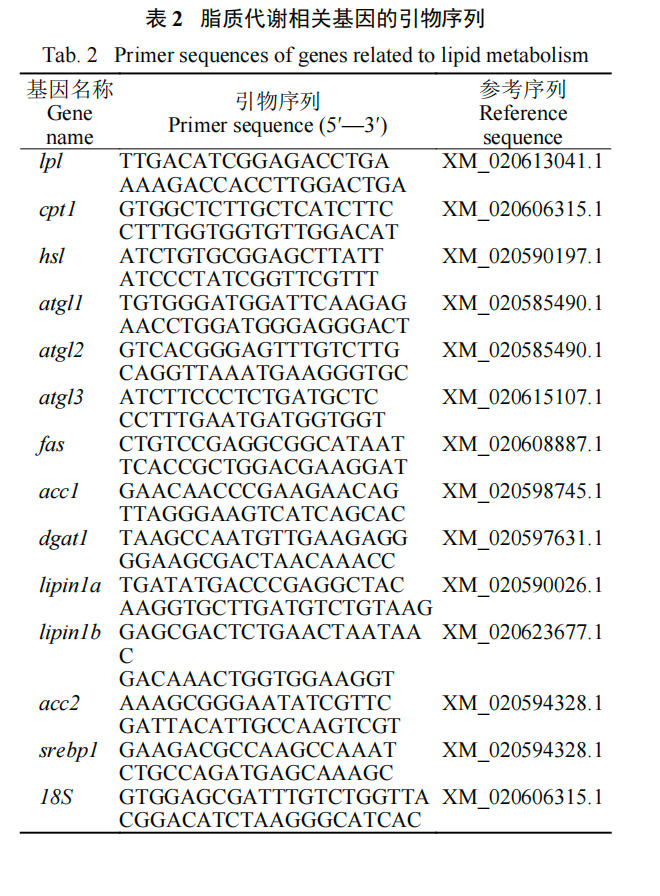 表 2 脂质代谢相关基因的引物序列
Tab. 2 Primer sequences of genes related to lipid metabolism
基因名称 引物序列 参考序列
Gene name Primer sequence (5′—3′) Reference sequence
lpl TTGACATCGGAGACCTGA XM_020613041.1
AAAGACCACCTTGGACTGA
cpt1 GTGGCTCTTGCTCATCTTC XM_020606315.1
CTTTGGTGGTGTTGGACAT
hsl ATCTGTGCGGAGCTTATT XM_020590197.1
ATCCCTATCGGTTCGTTT
atgl1 TGTGGGATGGATTCAAGAG XM_020585490.1
AACCTGGATGGGAGGGACT
atgl2 GTCACGGGAGTTTGTCTTG XM_020585490.1
CAGGTTAAATGAAGGGTGC
atgl3 ATCTTCCCTCTGATGCTC XM_020615107.1
CCTTTGAATGATGGTGGT
fas CTGTCCGAGGCGGCATAAT XM_020608887.1
TCACCGCTGGACGAAGGAT
acc1 GAACAACCCGAAGAACAG XM_020598745.1
TTAGGGAAGTCATCAGCAC
dgat1 TAAGCCAATGTTGAAGAGG XM_020597631.1
GGAAGCGACTAACAAACC
lipin1a TGATATGACCCGAGGCTAC XM_020590026.1
AAGGTGCTTGATGTCTGTAAG
lipin1b GAGCGACTCTGAACTAATAA XM_020623677.1
C
GACAAACTGGTGGAAGGT
acc2 AAAGCGGGAATATCGTTC XM_020594328.1
GATTACATTGCCAAGTCGT
srebp1 GAAGACGCCAAGCCAAAT XM_020594328.1
CTGCCAGATGAGCAAAGC
18S GTGGAGCGATTTGTCTGGTTA XM_020606315.1
CGGACATCTAAGGGCATCAC